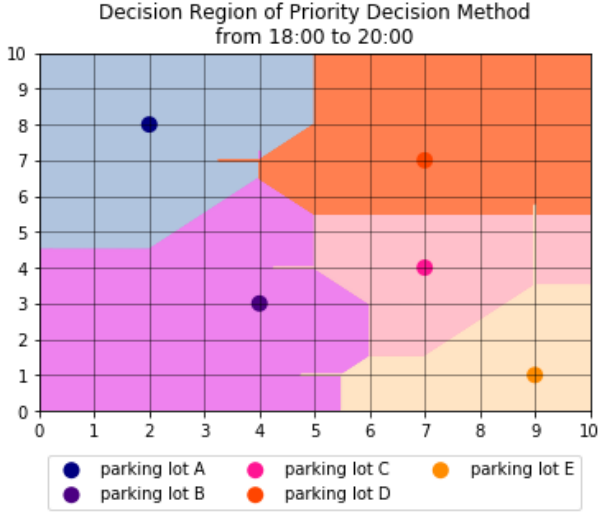 Decision Region of Priority Decision Method
from 18:00 to 20:00
10
9
8
7
6
5
4
3
2
1
0
0 1 2 3 4 5 6 7 8 9 10
parking lot A parking lot C parking lot E
parking lot B parking lot D